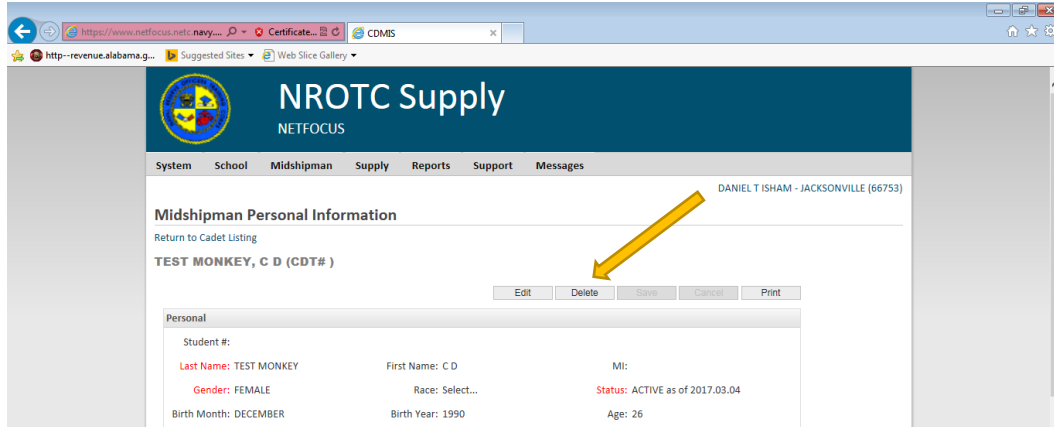 https://www.netfocus.netc.navy.... Certificate... CDMIS
http--revenue.alabama.g... Suggested Sites Web Slice Gallery
NROTC Supply
NETFOCUS
System School Midshipman Supply Reports Support Messages
DANIEL T ISHAM - JACKSONVILLE (66753)
Midshipman Personal Information
Return to Cadet Listing
TEST MONKEY, C D (CDT# )
Edit Delete Save Cancel Print
Personal
Student #:
Last Name: TEST MONKEY First Name: C D MI:
Gender: FEMALE Race: Select... Status: ACTIVE as of 2017.03.04
Birth Month: DECEMBER Birth Year: 1990 Age: 26